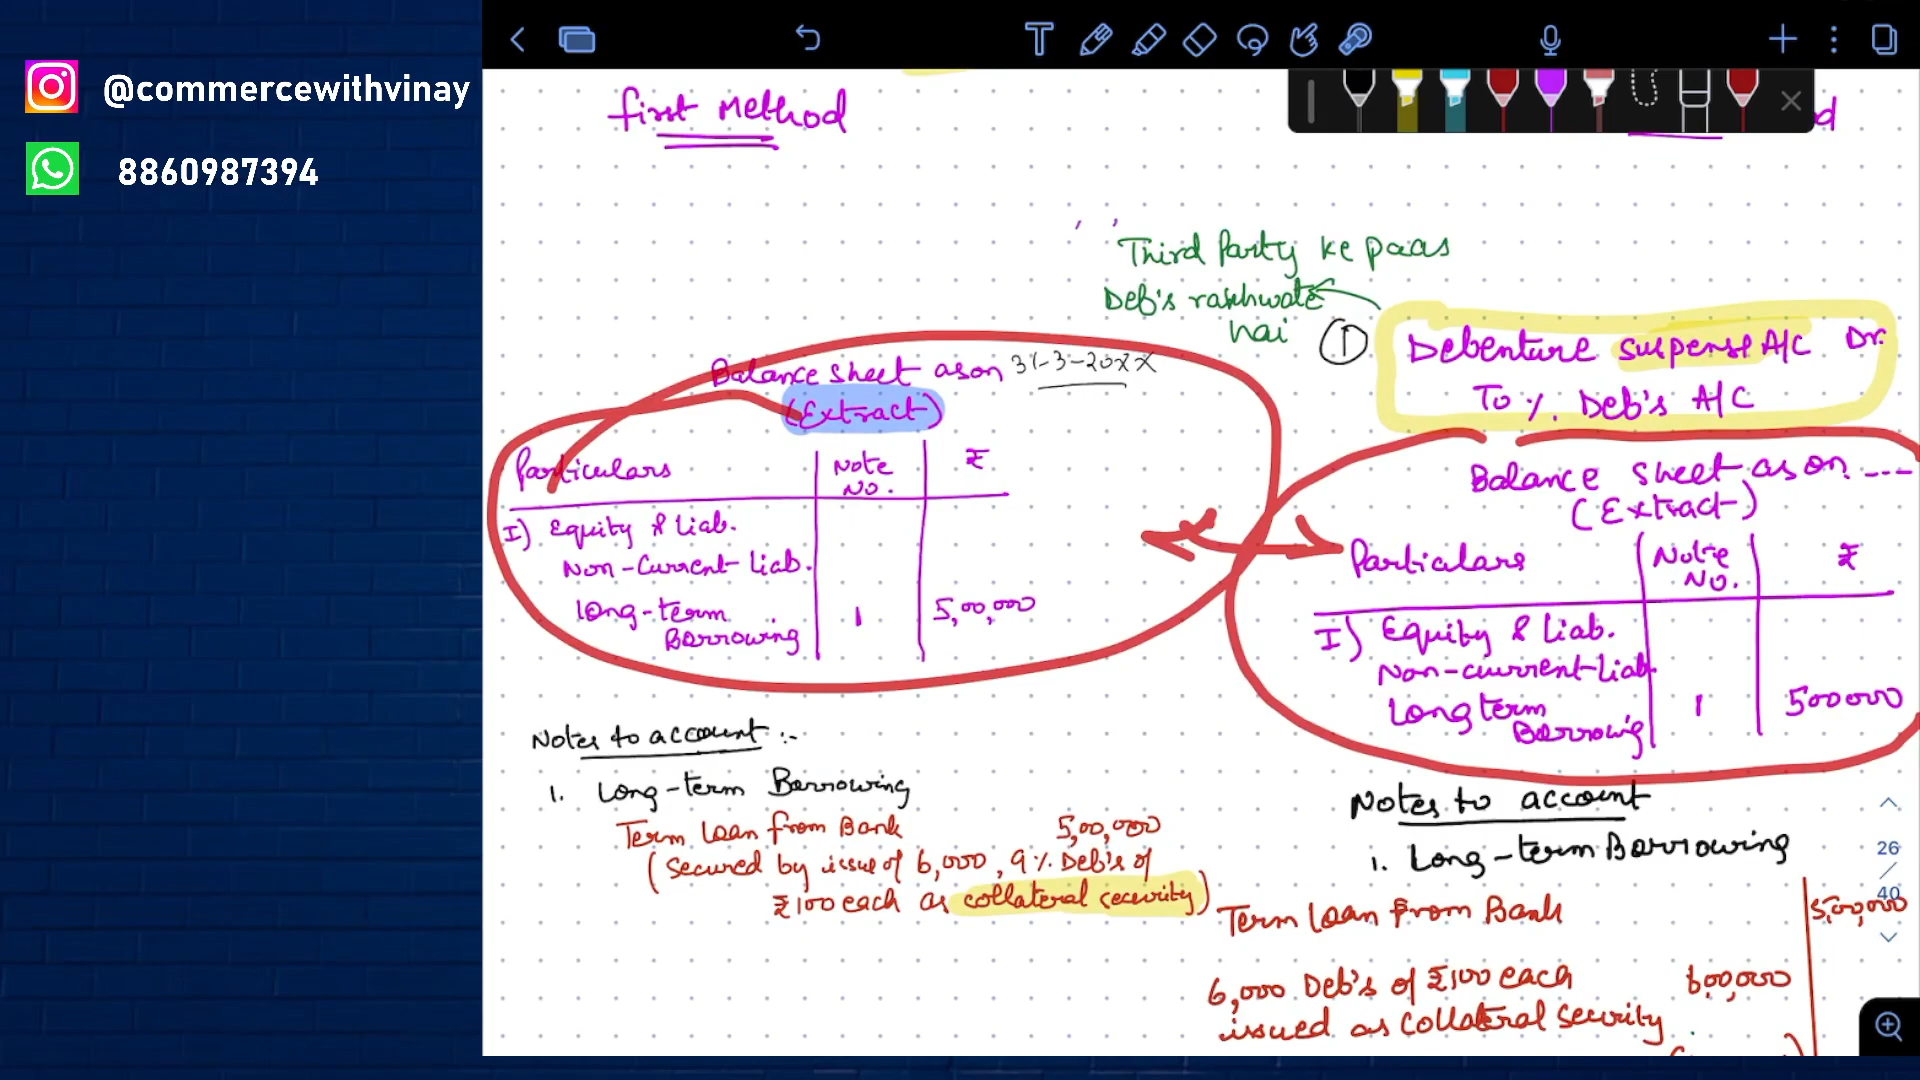 @commercewithvinay
8860987394
first Method
d
Third Party ke paas
Deb's rakhwate
hai
①
Debenture suspense A/C Dr.
To %. Deb's A/C
Balance sheet as on 31-3-20XX
(Extract)
Particulars Note No. ₹
I) Equity & Liab.
Non-Current-Liab.
Long-term
Borrowing 1 5,00,000
Balance Sheet as on ---
(Extract)
Particulars Note No. ₹
I) Equity & Liab.
Non-current-Liab.
Long term
Borrowing 1 500000
Notes to account :-
1. Long-term Borrowing
Term Loan from Bank 5,00,000
(Secured by issue of 6,000, 9% Deb's of
₹100 each as collateral security)
Notes to account
1. Long-term Borrowing
Term Loan from Bank 5,00,000
6,000 Deb's of ₹100 each 600,000
issued as collateral security
26
/
40